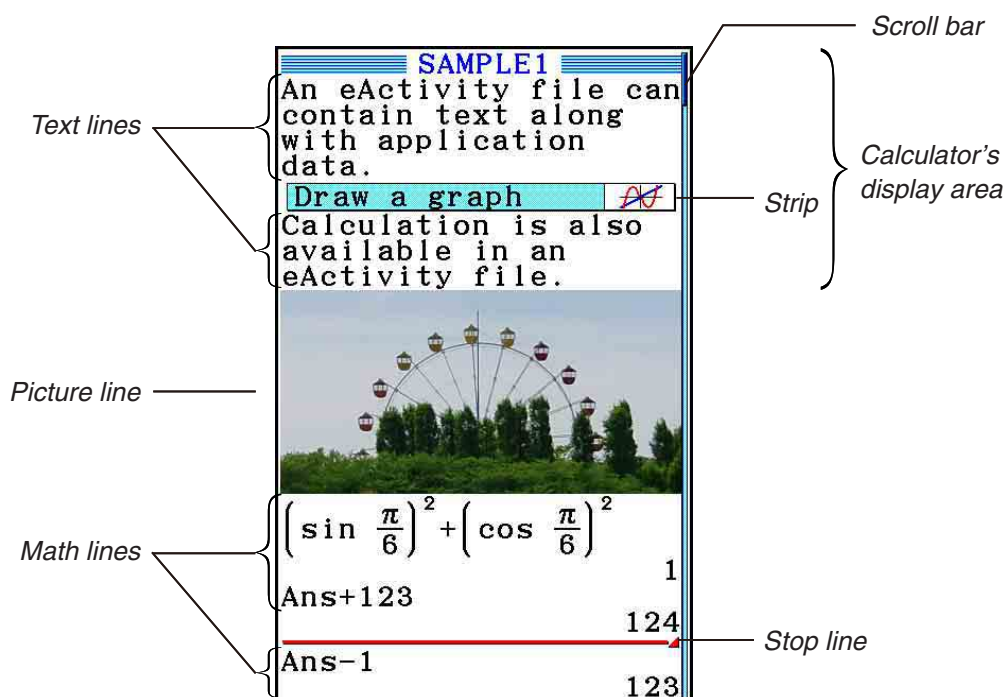 Scroll bar
SAMPLE1
An eActivity file can
contain text along
with application
data.
Text lines
Calculator's
display area
Draw a graph
Strip
Calculation is also
available in an
eActivity file.
Picture line
(sin π/6)²+(cos π/6)²
1
Math lines
Ans+123
124
Stop line
Ans−1
123